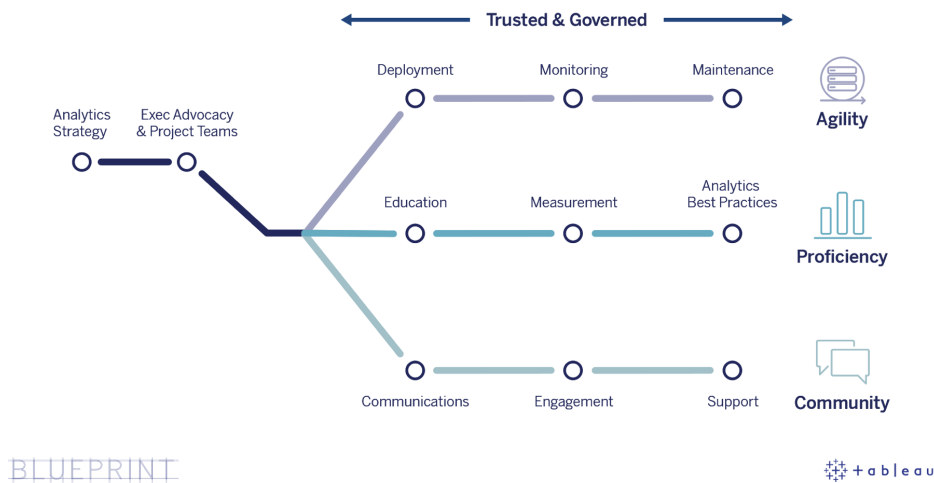 Trusted & Governed
Analytics
Strategy
Exec Advocacy
& Project Teams
Deployment
Monitoring
Maintenance
Agility
Education
Measurement
Analytics
Best Practices
Proficiency
Communications
Engagement
Support
Community
BLUEPRINT
+ableau